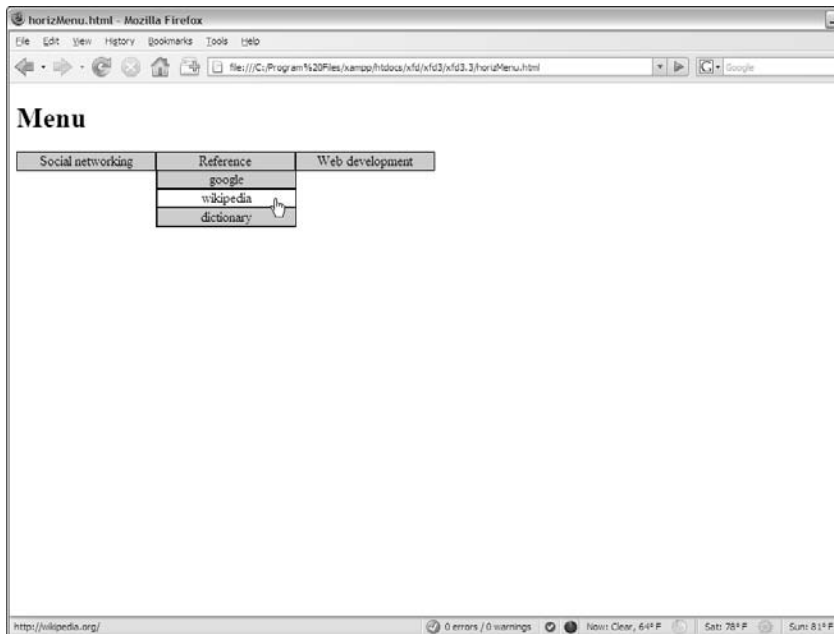 horizMenu.html - Mozilla Firefox
File Edit View History Bookmarks Tools Help
file:///C:/Program%20Files/xampp/htdocs/xfd/xfd3/xfd3.3/horizMenu.html
Google
Menu
Social networking Reference Web development
google
wikipedia
dictionary
http://wikipedia.org/ 0 errors / 0 warnings Now: Clear, 64° F Sat: 78° F Sun: 81° F